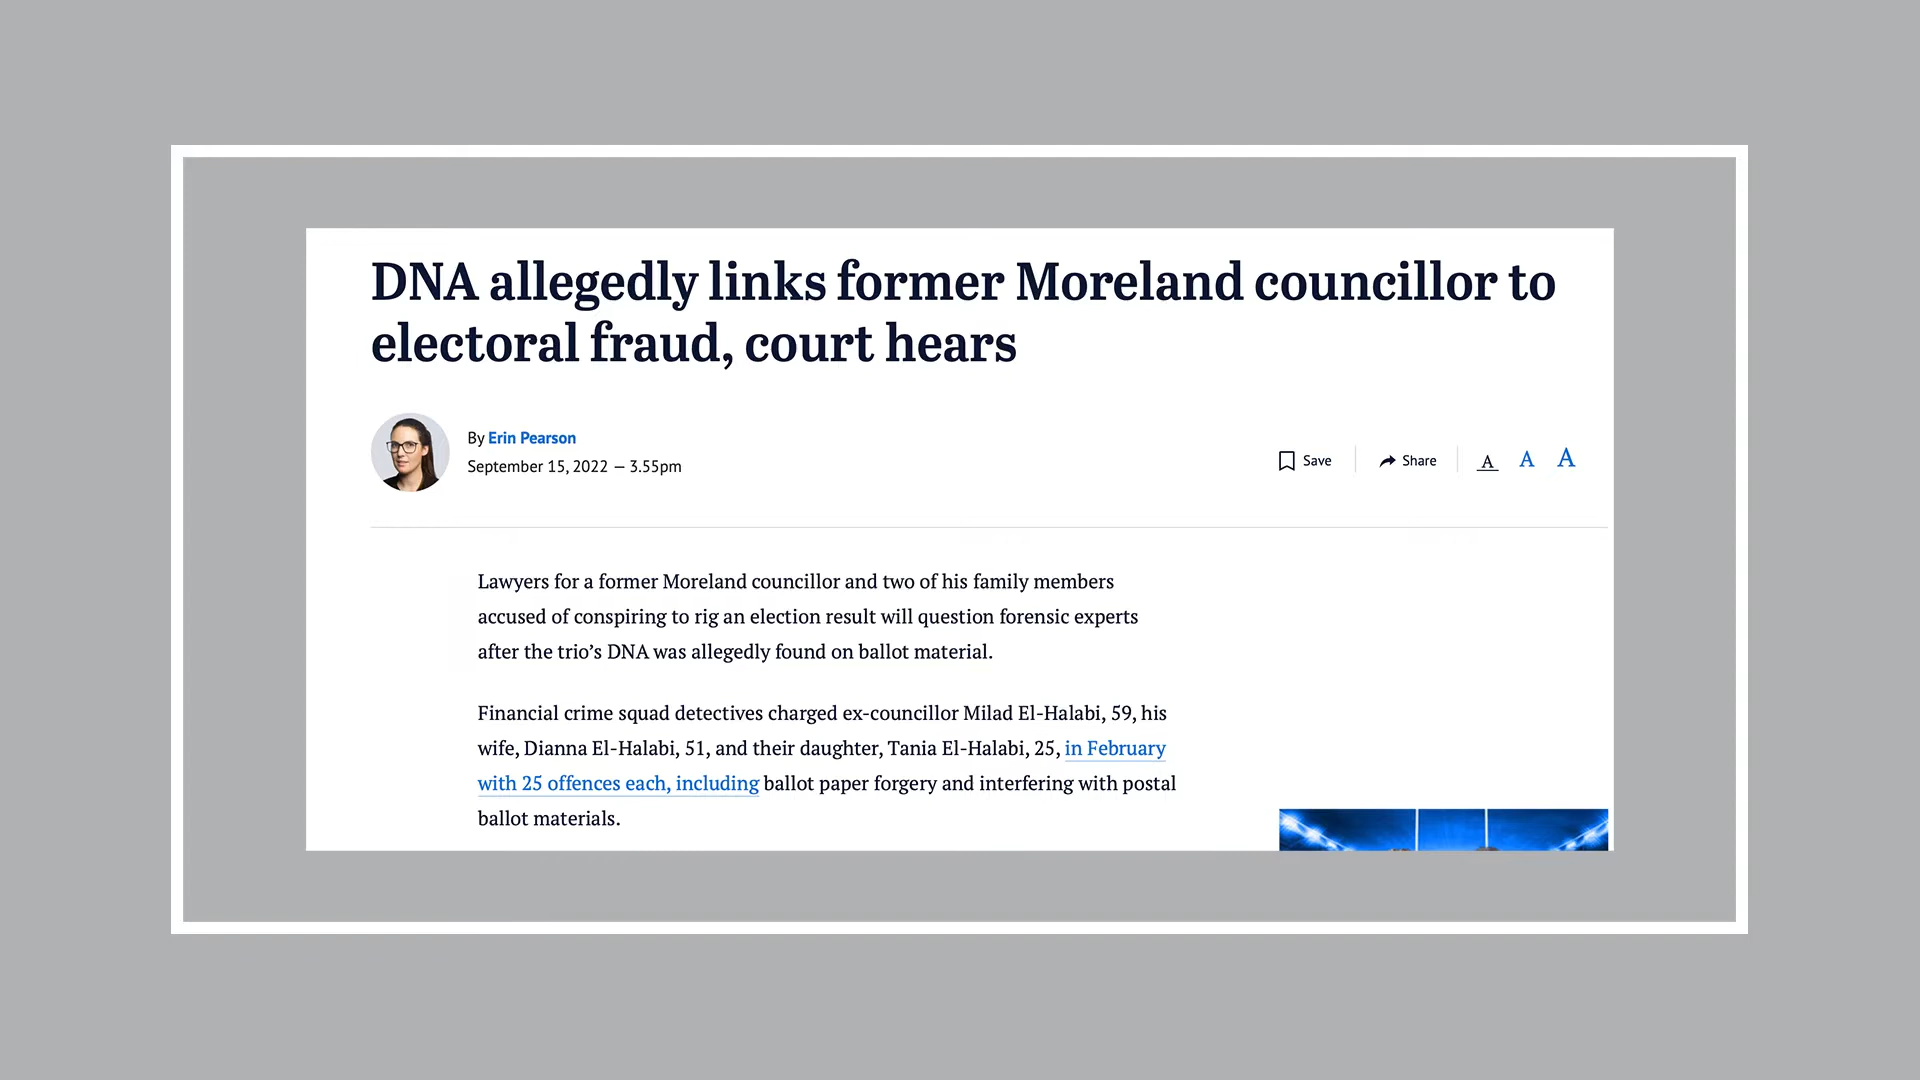 DNA allegedly links former Moreland councillor to
electoral fraud, court hears
By Erin Pearson
September 15, 2022 — 3.55pm
Save
Share
A
A
A
Lawyers for a former Moreland councillor and two of his family members
accused of conspiring to rig an election result will question forensic experts
after the trio’s DNA was allegedly found on ballot material.
Financial crime squad detectives charged ex-councillor Milad El-Halabi, 59, his
wife, Dianna El-Halabi, 51, and their daughter, Tania El-Halabi, 25, in February
with 25 offences each, including ballot paper forgery and interfering with postal
ballot materials.